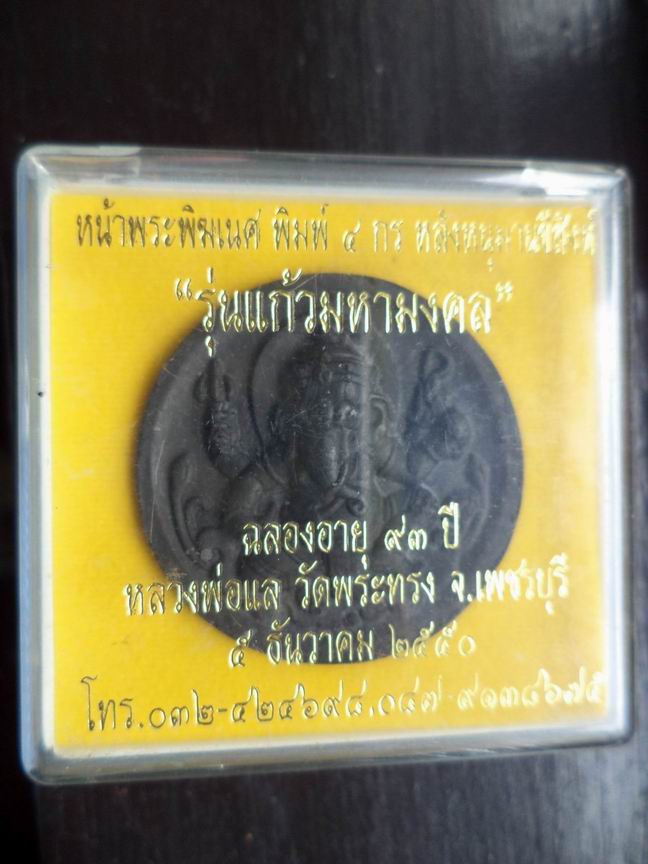 หน้าพระพิฆเนศ พิมพ์ ๔ กร หลังหนุมานขี่สิงห์
“รุ่นแก้วมหามงคล”
ฉลองอายุ ๙๓ ปี
หลวงพ่อแล วัดพระทรง จ.เพชรบุรี
๕ ธันวาคม ๒๕๕๐
โทร.๐๓๒-๔๒๔๖๙๘,๐๘๗-๙๑๓๘๖๗๕